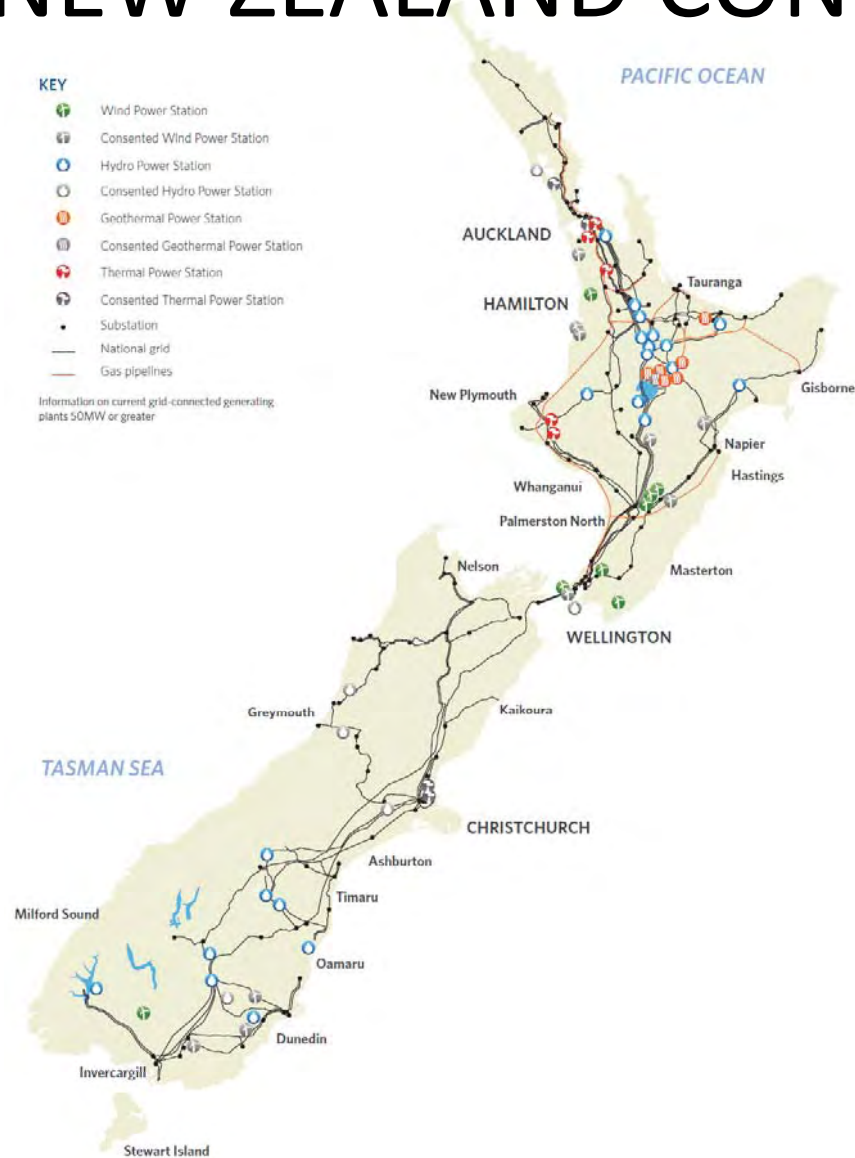 NEW ZEALAND CON
PACIFIC OCEAN
KEY
Wind Power Station
Consented Wind Power Station
Hydro Power Station
Consented Hydro Power Station
Geothermal Power Station
Consented Geothermal Power Station
Thermal Power Station
Consented Thermal Power Station
Substation
National grid
Gas pipelines
Information on current grid-connected generating
plants 50MW or greater
AUCKLAND
HAMILTON
Tauranga
New Plymouth
Gisborne
Napier
Hastings
Whanganui
Palmerston North
Nelson
Masterton
WELLINGTON
Kaikoura
Greymouth
TASMAN SEA
CHRISTCHURCH
Ashburton
Timaru
Milford Sound
Oamaru
Dunedin
Invercargill
Stewart Island